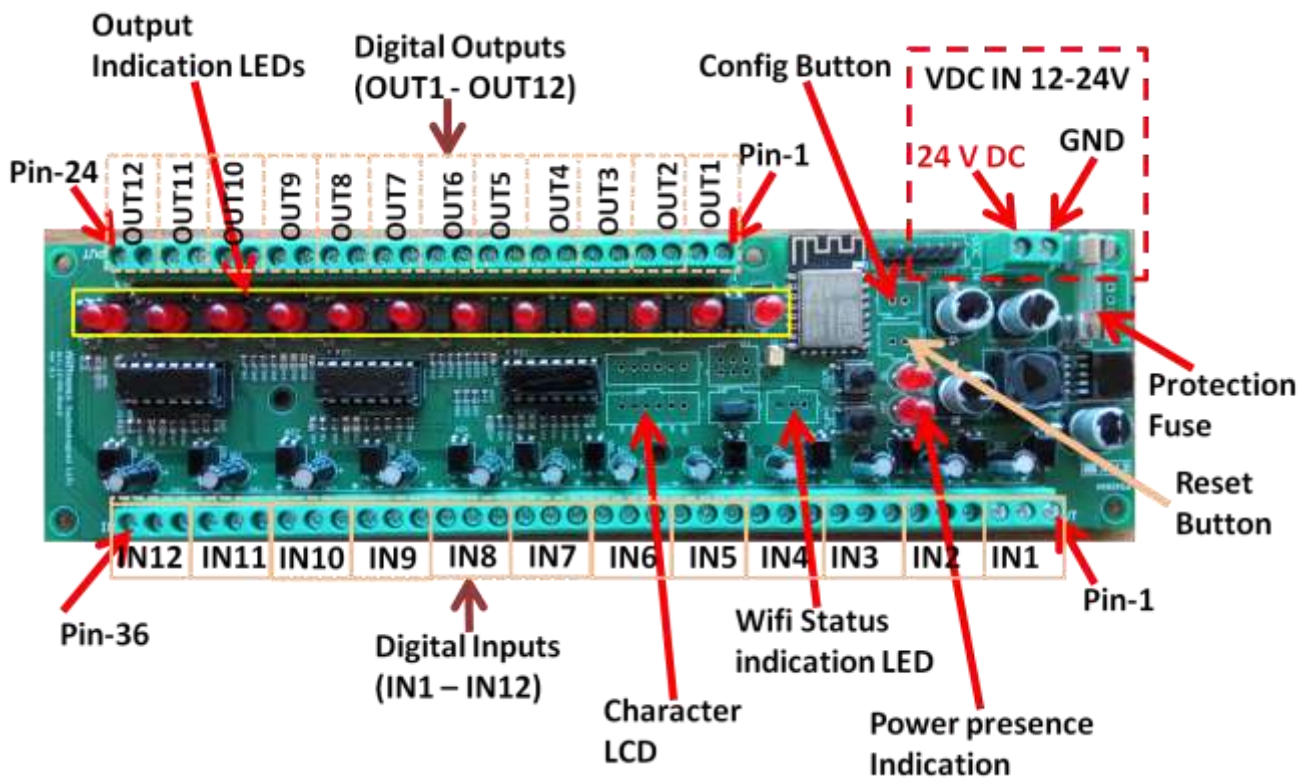 Output
Indication LEDs
Digital Outputs
(OUT1 - OUT12)
Config Button
VDC IN 12-24V
24 V DC
GND
Pin-24
OUT12
OUT11
OUT10
OUT9
OUT8
OUT7
OUT6
OUT5
OUT4
OUT3
OUT2
OUT1
Pin-1
Protection
Fuse
Reset
Button
IN12
IN11
IN10
IN9
IN8
IN7
IN6
IN5
IN4
IN3
IN2
IN1
Pin-1
Pin-36
Digital Inputs
(IN1 – IN12)
Wifi Status
indication LED
Character
LCD
Power presence
Indication